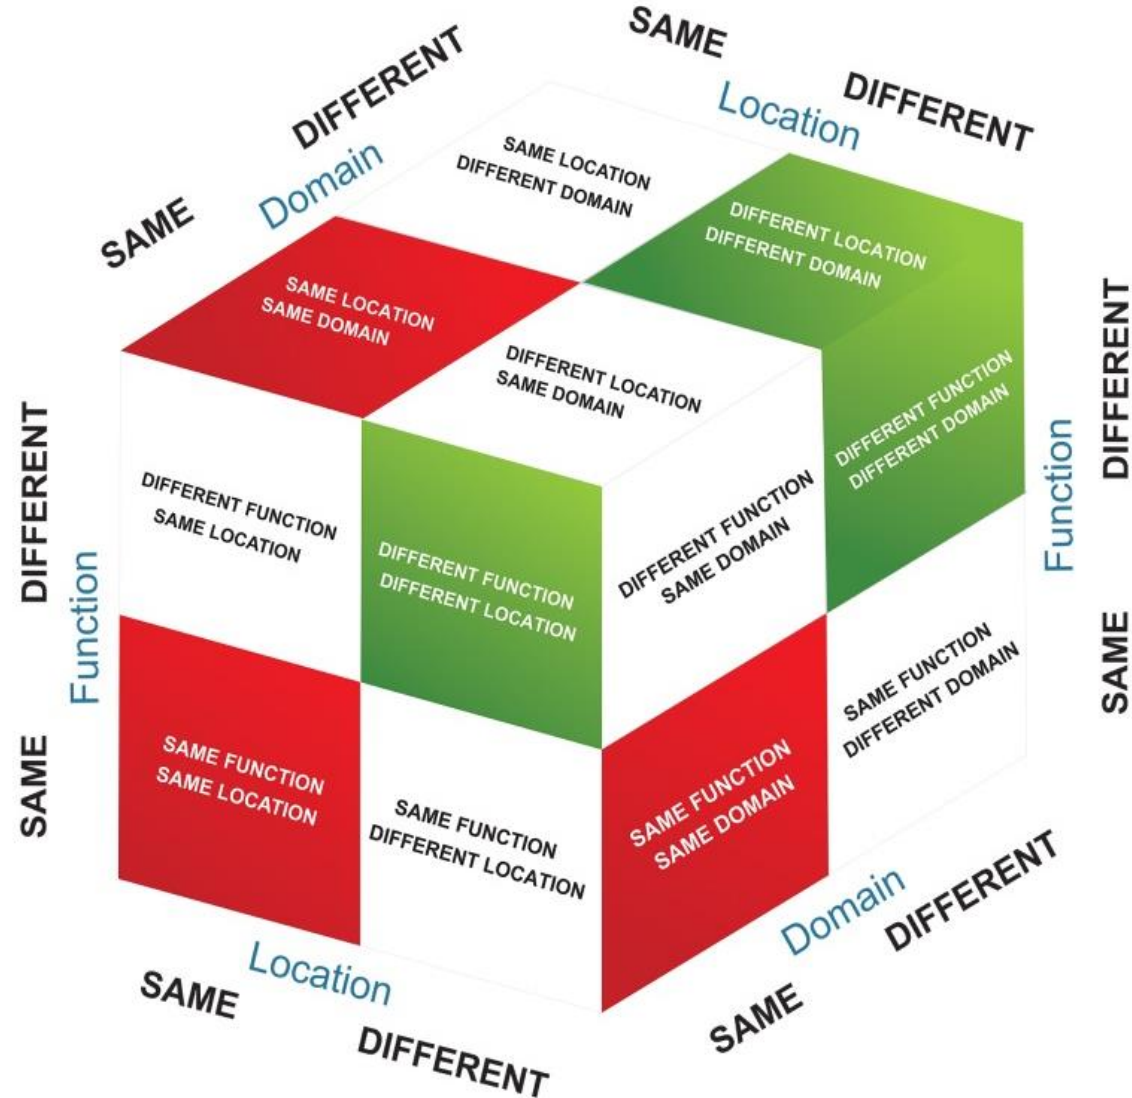 SAME
DIFFERENT
Location
DIFFERENT
Domain
SAME
SAME LOCATION
DIFFERENT DOMAIN
DIFFERENT LOCATION
DIFFERENT DOMAIN
SAME LOCATION
SAME DOMAIN
DIFFERENT LOCATION
SAME DOMAIN
DIFFERENT
Function
SAME
DIFFERENT FUNCTION
SAME LOCATION
DIFFERENT FUNCTION
DIFFERENT LOCATION
SAME FUNCTION
SAME LOCATION
SAME FUNCTION
DIFFERENT LOCATION
DIFFERENT FUNCTION
SAME DOMAIN
DIFFERENT FUNCTION
DIFFERENT DOMAIN
SAME FUNCTION
SAME DOMAIN
SAME FUNCTION
DIFFERENT DOMAIN
DIFFERENT
Function
SAME
Location
SAME
DIFFERENT
Domain
DIFFERENT
SAME